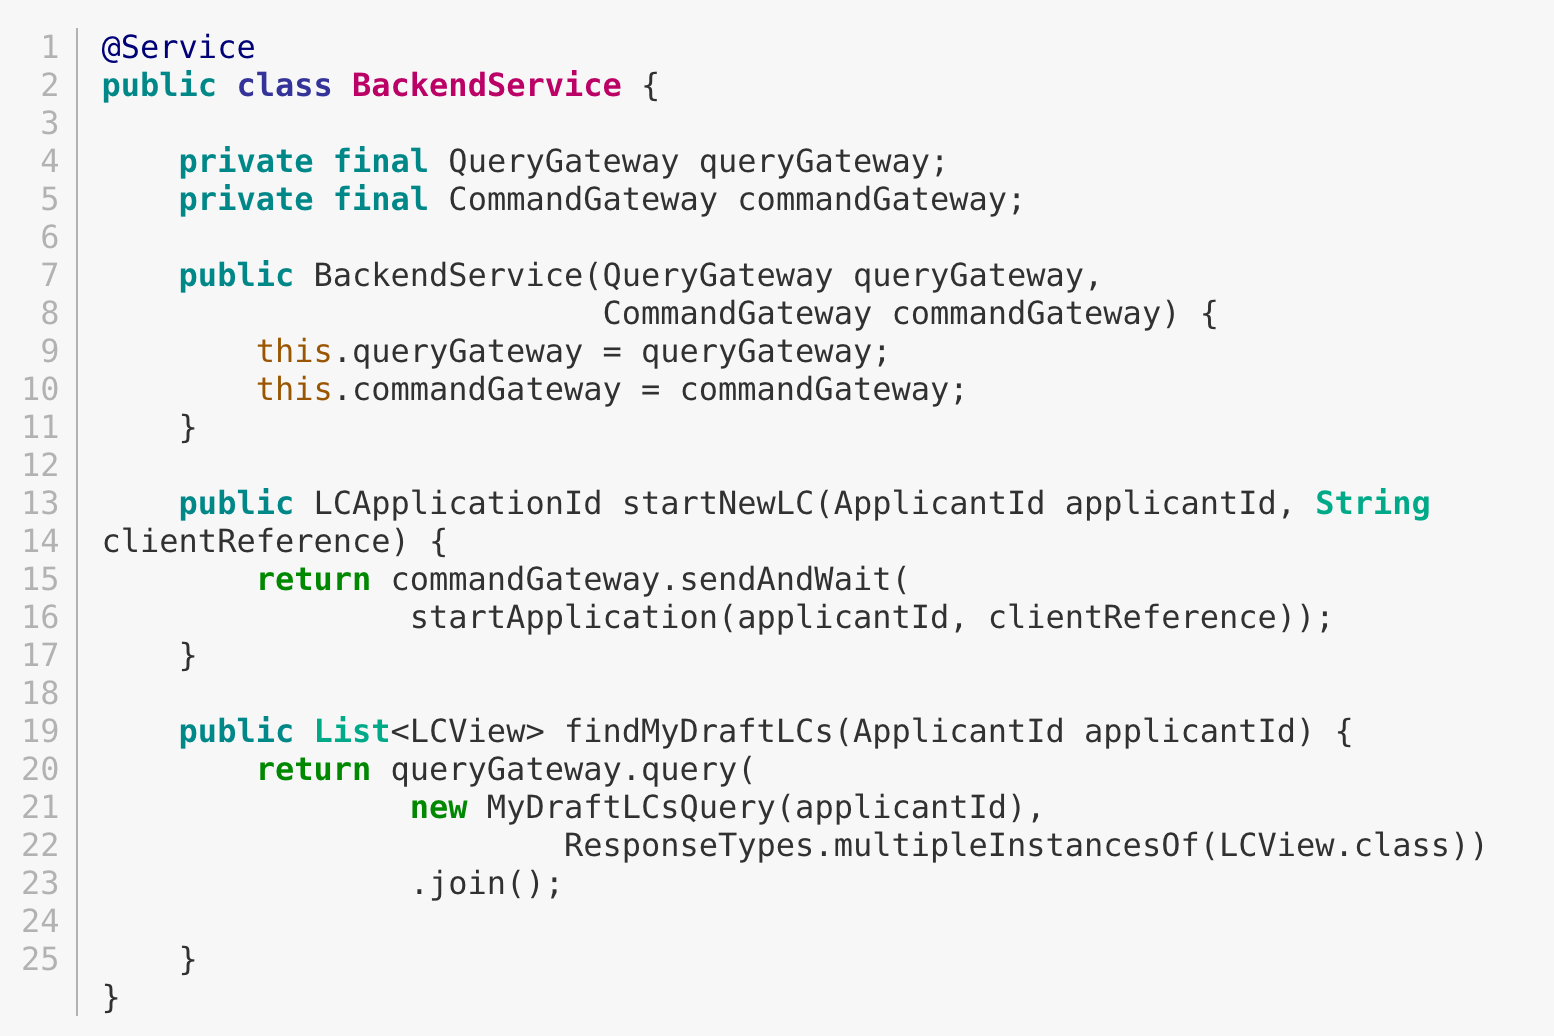 1 @Service
2 public class BackendService {
3
4     private final QueryGateway queryGateway;
5     private final CommandGateway commandGateway;
6
7     public BackendService(QueryGateway queryGateway,
8                           CommandGateway commandGateway) {
9         this.queryGateway = queryGateway;
10         this.commandGateway = commandGateway;
11     }
12
13     public LCApplicationId startNewLC(ApplicantId applicantId, String
14 clientReference) {
15         return commandGateway.sendAndWait(
16                 startApplication(applicantId, clientReference));
17     }
18
19     public List<LCView> findMyDraftLCs(ApplicantId applicantId) {
20         return queryGateway.query(
21                 new MyDraftLCsQuery(applicantId),
22                         ResponseTypes.multipleInstancesOf(LCView.class))
23                 .join();
24
25     }
}